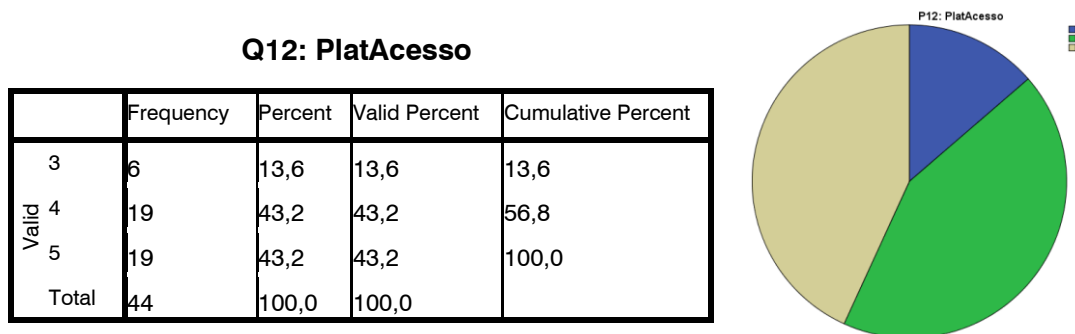 P12: PlatAcesso
Q12: PlatAcesso
Frequency Percent Valid Percent Cumulative Percent
Valid
3 6 13,6 13,6 13,6
4 19 43,2 43,2 56,8
5 19 43,2 43,2 100,0
Total 44 100,0 100,0